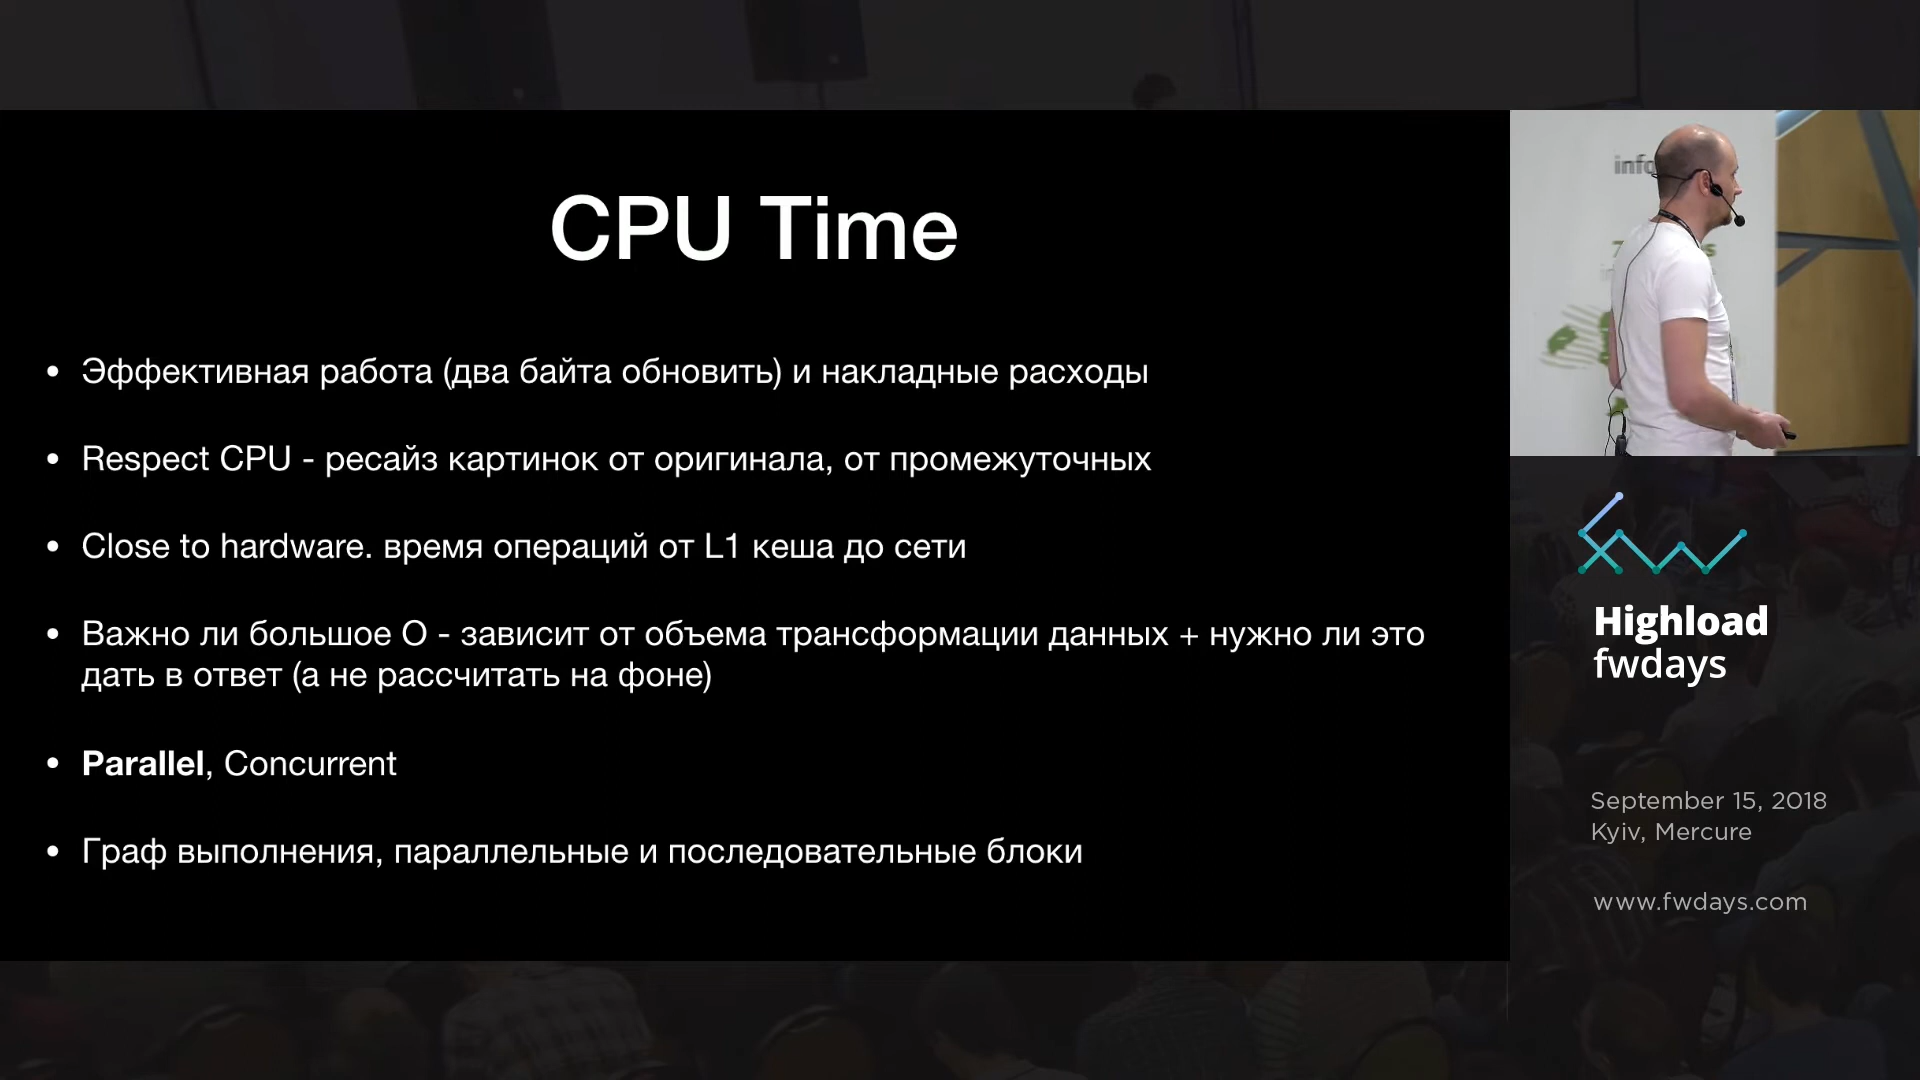 CPU Time
• Эффективная работа (два байта обновить) и накладные расходы
• Respect CPU - ресайз картинок от оригинала, от промежуточных
• Close to hardware. время операций от L1 кеша до сети
• Важно ли большое О - зависит от объема трансформации данных + нужно ли это
дать в ответ (а не рассчитать на фоне)
• Parallel, Concurrent
• Граф выполнения, параллельные и последовательные блоки
Highload
fwdays
September 15, 2018
Kyiv, Mercure
www.fwdays.com